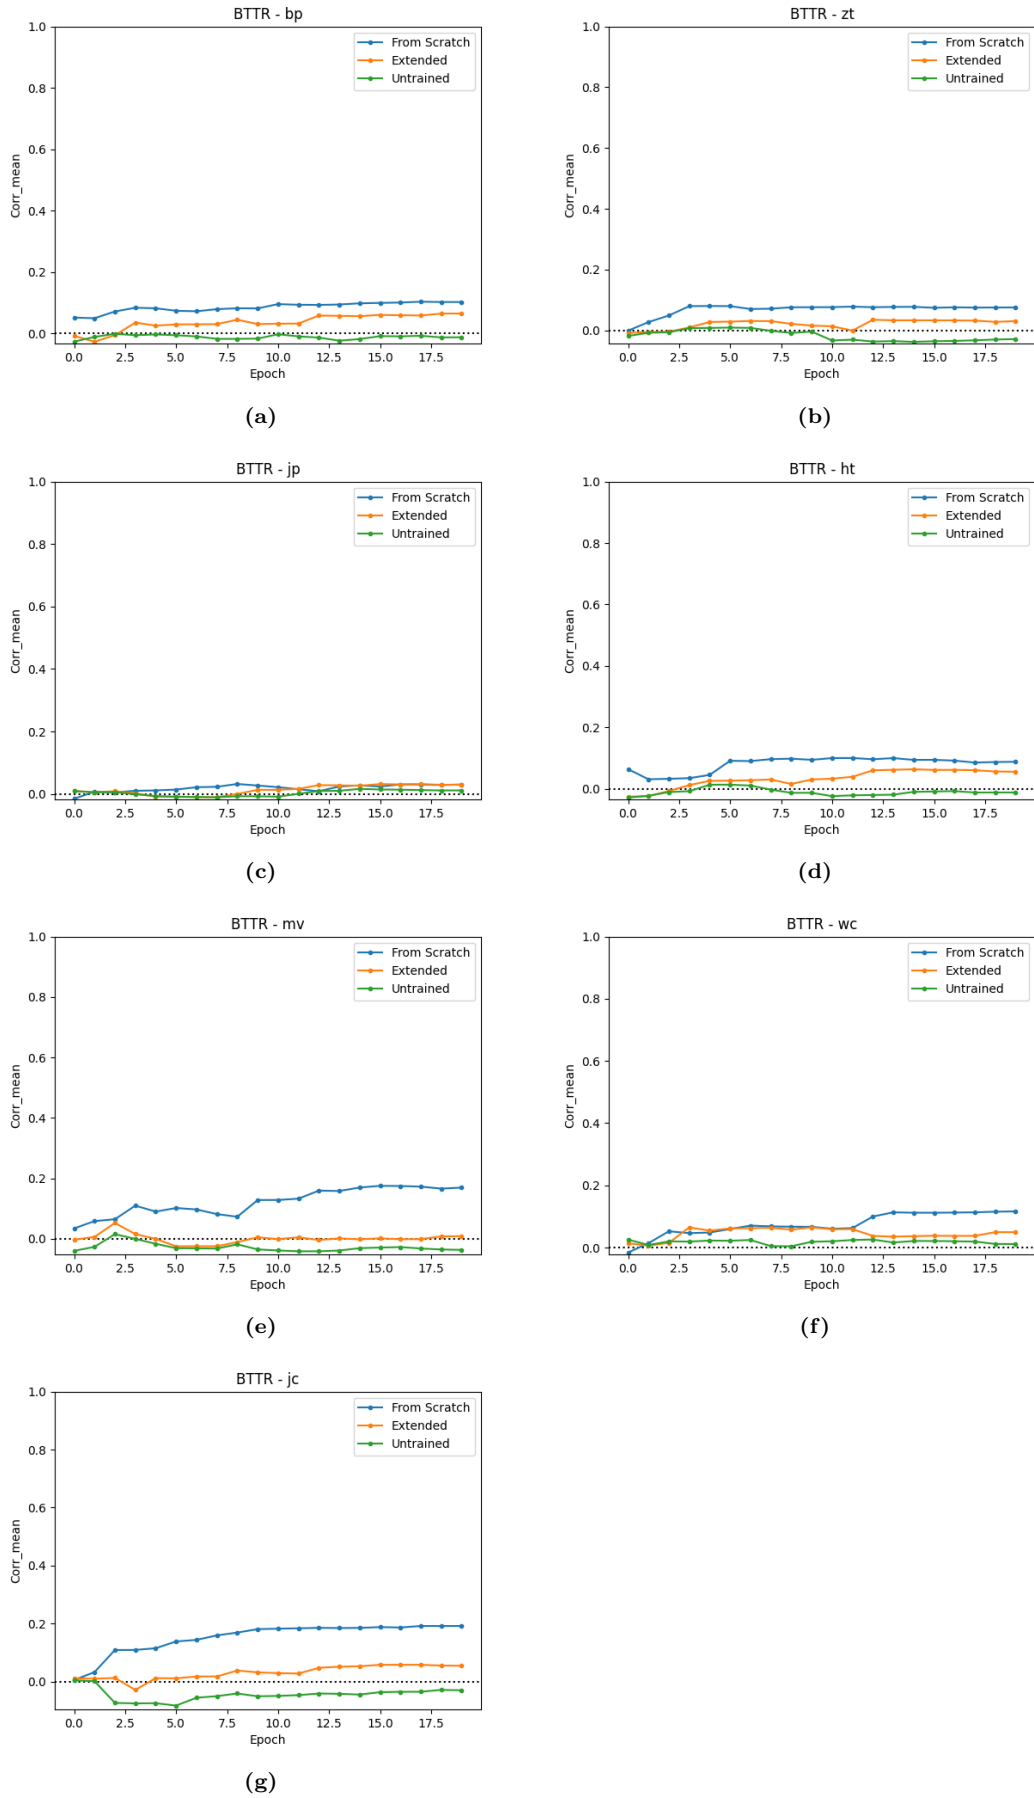 BTTR - bp
1.0
0.8
0.6
0.4
0.2
0.0
Corr_mean
From Scratch
Extended
Untrained
0.0 2.5 5.0 7.5 10.0 12.5 15.0 17.5
Epoch
(a)
BTTR - zt
1.0
0.8
0.6
0.4
0.2
0.0
Corr_mean
From Scratch
Extended
Untrained
0.0 2.5 5.0 7.5 10.0 12.5 15.0 17.5
Epoch
(b)
BTTR - jp
1.0
0.8
0.6
0.4
0.2
0.0
Corr_mean
From Scratch
Extended
Untrained
0.0 2.5 5.0 7.5 10.0 12.5 15.0 17.5
Epoch
(c)
BTTR - ht
1.0
0.8
0.6
0.4
0.2
0.0
Corr_mean
From Scratch
Extended
Untrained
0.0 2.5 5.0 7.5 10.0 12.5 15.0 17.5
Epoch
(d)
BTTR - mv
1.0
0.8
0.6
0.4
0.2
0.0
Corr_mean
From Scratch
Extended
Untrained
0.0 2.5 5.0 7.5 10.0 12.5 15.0 17.5
Epoch
(e)
BTTR - wc
1.0
0.8
0.6
0.4
0.2
0.0
Corr_mean
From Scratch
Extended
Untrained
0.0 2.5 5.0 7.5 10.0 12.5 15.0 17.5
Epoch
(f)
BTTR - jc
1.0
0.8
0.6
0.4
0.2
0.0
Corr_mean
From Scratch
Extended
Untrained
0.0 2.5 5.0 7.5 10.0 12.5 15.0 17.5
Epoch
(g)